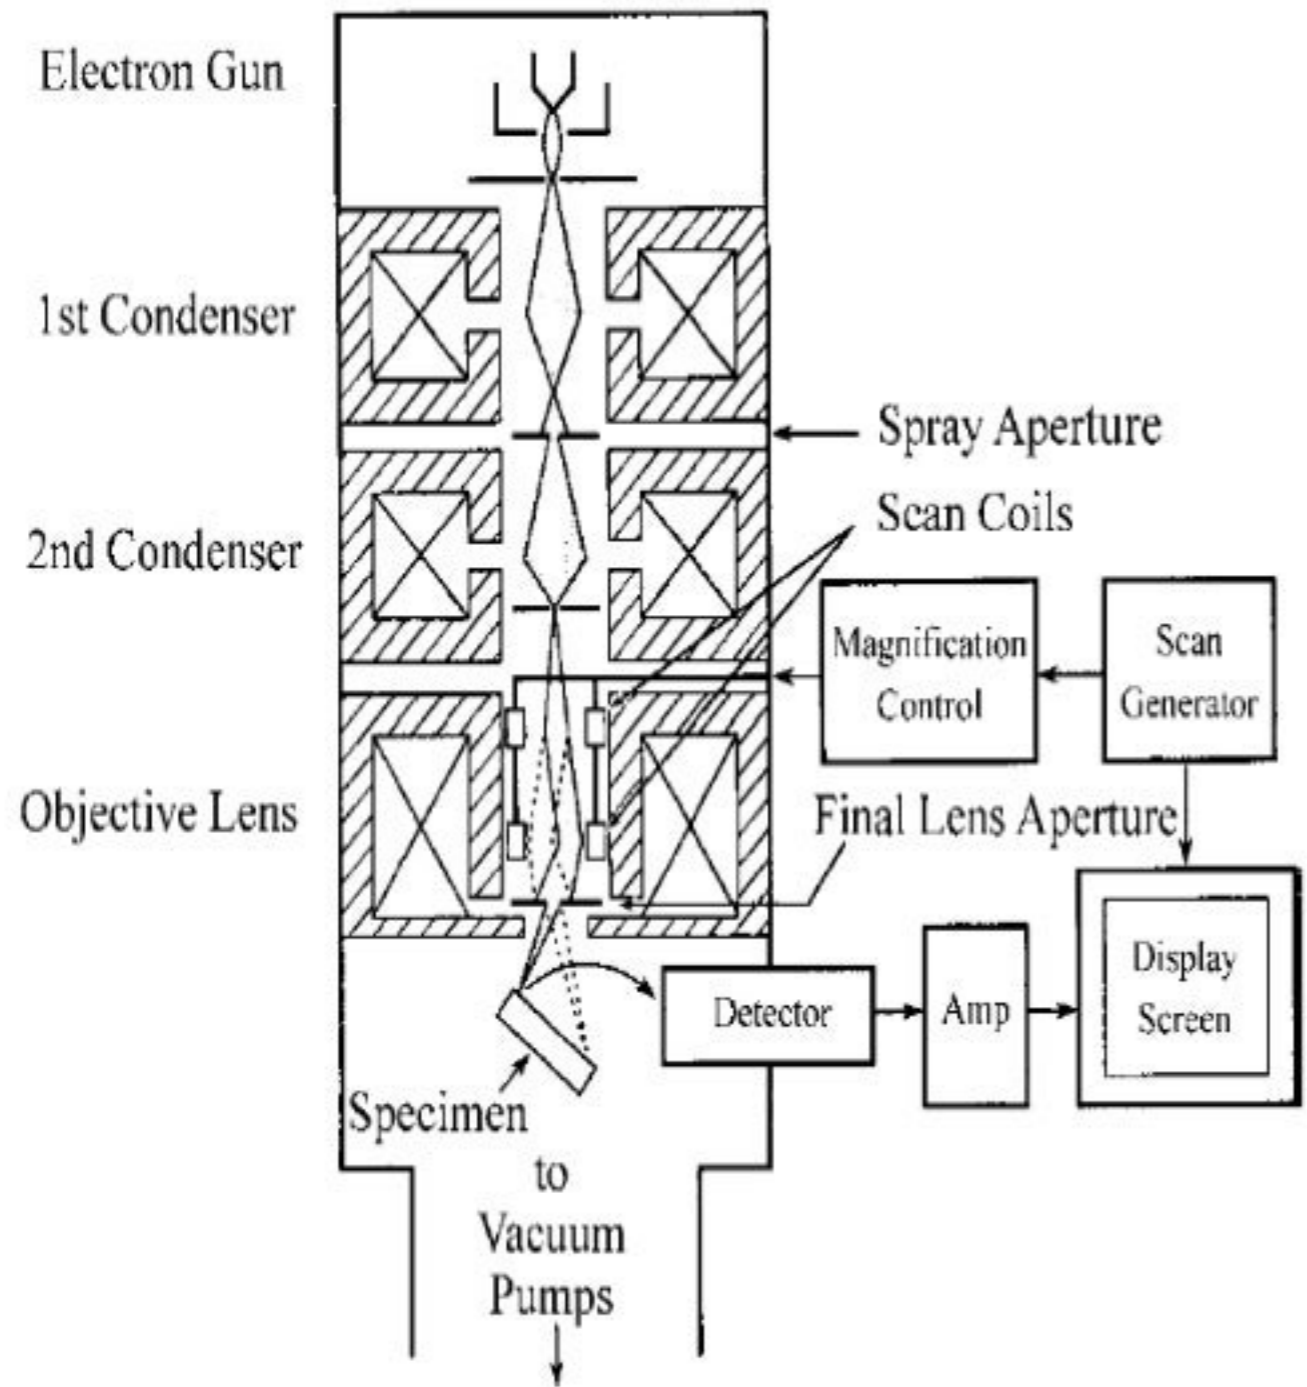 Electron Gun
1st Condenser
Spray Aperture
Scan Coils
2nd Condenser
Magnification
Control
Scan
Generator
Objective Lens
Final Lens Aperture
Detector
Amp
Display
Screen
Specimen
to
Vacuum
Pumps